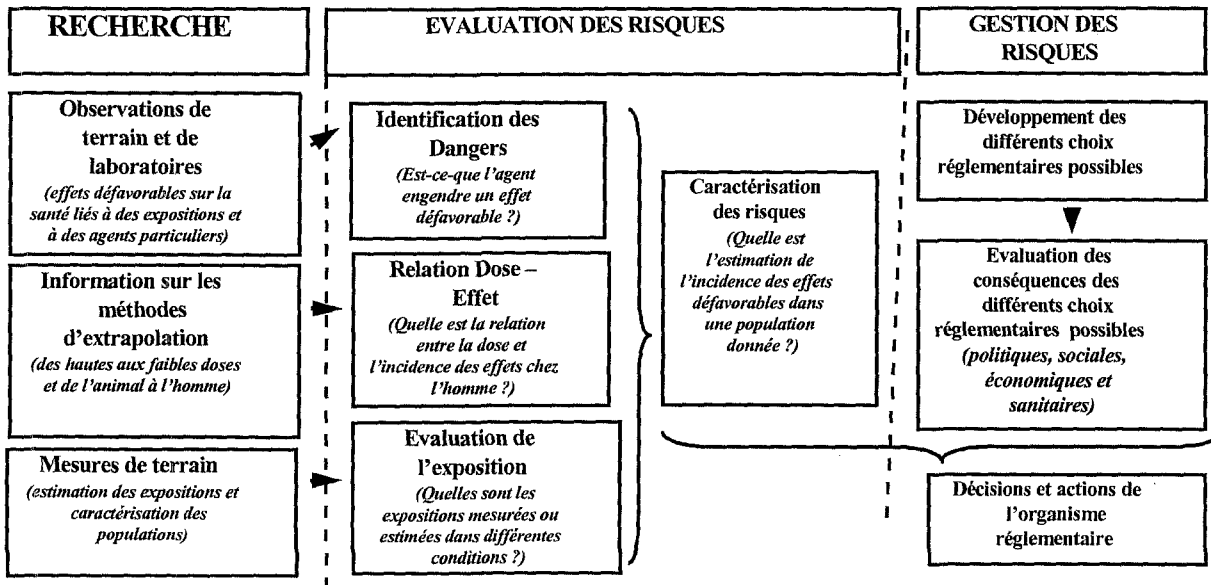 RECHERCHE
EVALUATION DES RISQUES
GESTION DES
RISQUES
Observations de
terrain et de
laboratoires
(effets défavorables sur la
santé liés à des expositions et
à des agents particuliers)
Information sur les
méthodes
d'extrapolation
(des hautes aux faibles doses
et de l'animal à l'homme)
Mesures de terrain
(estimation des expositions et
caractérisation des
populations)
Identification des
Dangers
(Est-ce-que l'agent
engendre un effet
défavorable ?)
Relation Dose –
Effet
(Quelle est la relation
entre la dose et
l'incidence des effets chez
l'homme ?)
Evaluation de
l'exposition
(Quelles sont les
expositions mesurées ou
estimées dans différentes
conditions ?)
Caractérisation
des risques
(Quelle est
l'estimation de
l'incidence des effets
défavorables dans
une population
donnée ?)
Développement des
différents choix
réglementaires possibles
Evaluation des
conséquences des
différents choix
réglementaires possibles
(politiques, sociales,
économiques et
sanitaires)
Décisions et actions de
l'organisme
réglementaire